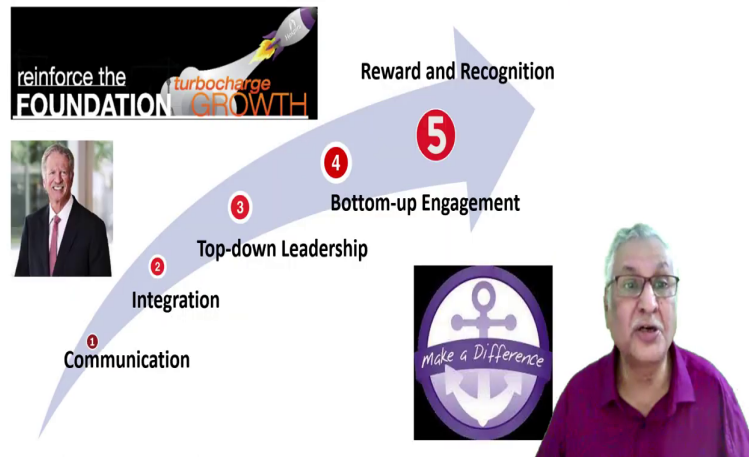 reinforce the
FOUNDATION
turbocharge
GROWTH
Reward and Recognition
5
4
Bottom-up Engagement
3
Top-down Leadership
2
Integration
1
Communication
Make a Difference